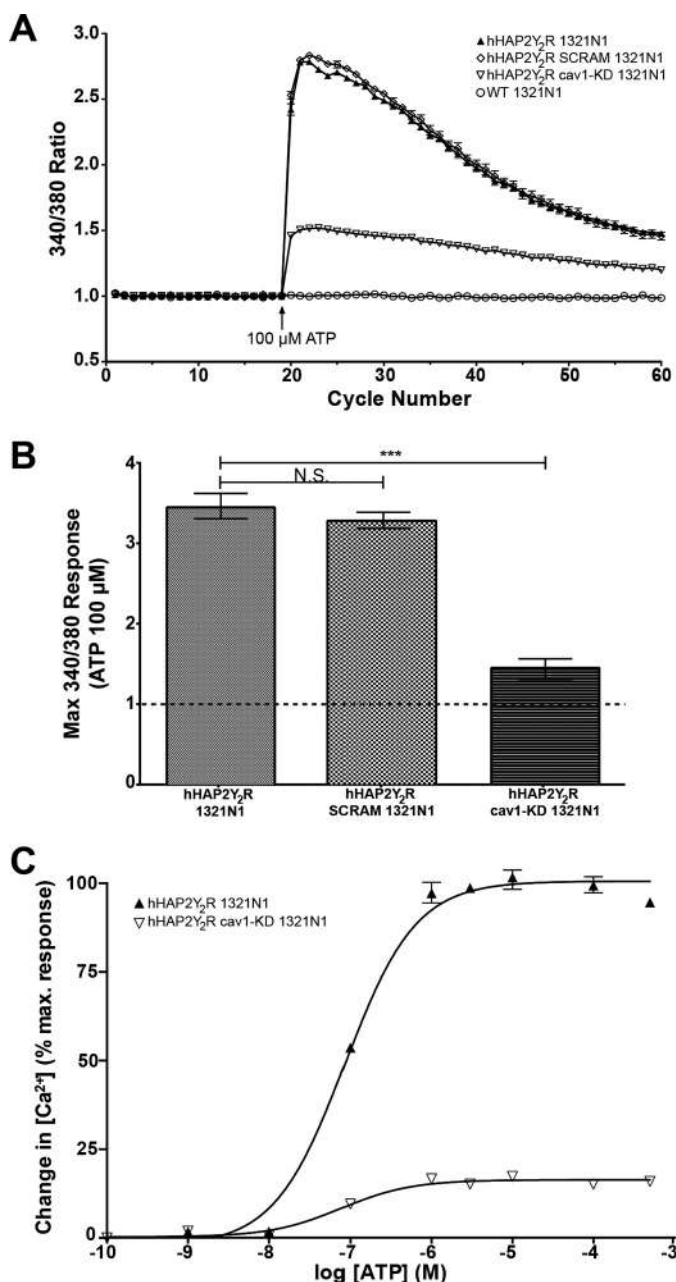 A
hHAP2Y₂R 1321N1
hHAP2Y₂R SCRAM 1321N1
hHAP2Y₂R cav1-KD 1321N1
WT 1321N1
340/380 Ratio
3.0
2.5
2.0
1.5
1.0
0.5
100 µM ATP
0 10 20 30 40 50 60
Cycle Number
B
***
N.S.
Max 340/380 Response
(ATP 100 µM)
4
3
2
1
0
hHAP2Y₂R
1321N1
hHAP2Y₂R
SCRAM 1321N1
hHAP2Y₂R
cav1-KD 1321N1
C
hHAP2Y₂R 1321N1
hHAP2Y₂R cav1-KD 1321N1
Change in [Ca²⁺] (% max. response)
100
75
50
25
0
-10 -9 -8 -7 -6 -5 -4 -3
log [ATP] (M)